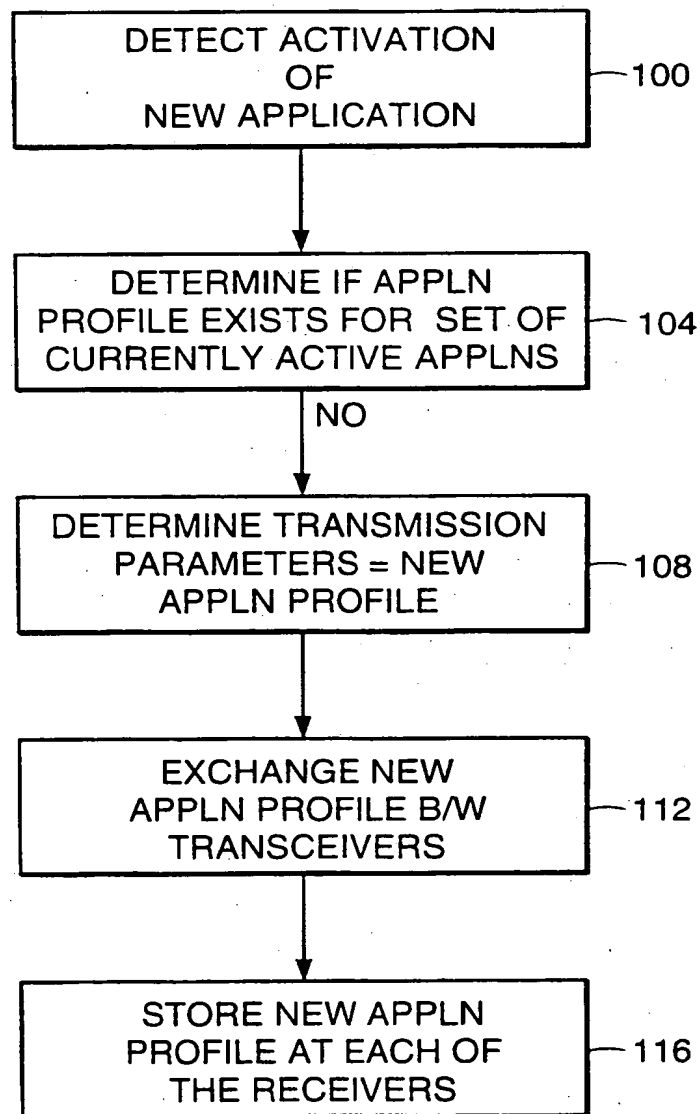 DETECT ACTIVATION
OF
NEW APPLICATION
100
DETERMINE IF APPLN
PROFILE EXISTS FOR SET OF
CURRENTLY ACTIVE APPLNS
104
NO
DETERMINE TRANSMISSION
PARAMETERS = NEW
APPLN PROFILE
108
EXCHANGE NEW
APPLN PROFILE B/W
TRANSCEIVERS
112
STORE NEW APPLN
PROFILE AT EACH OF
THE RECEIVERS
116